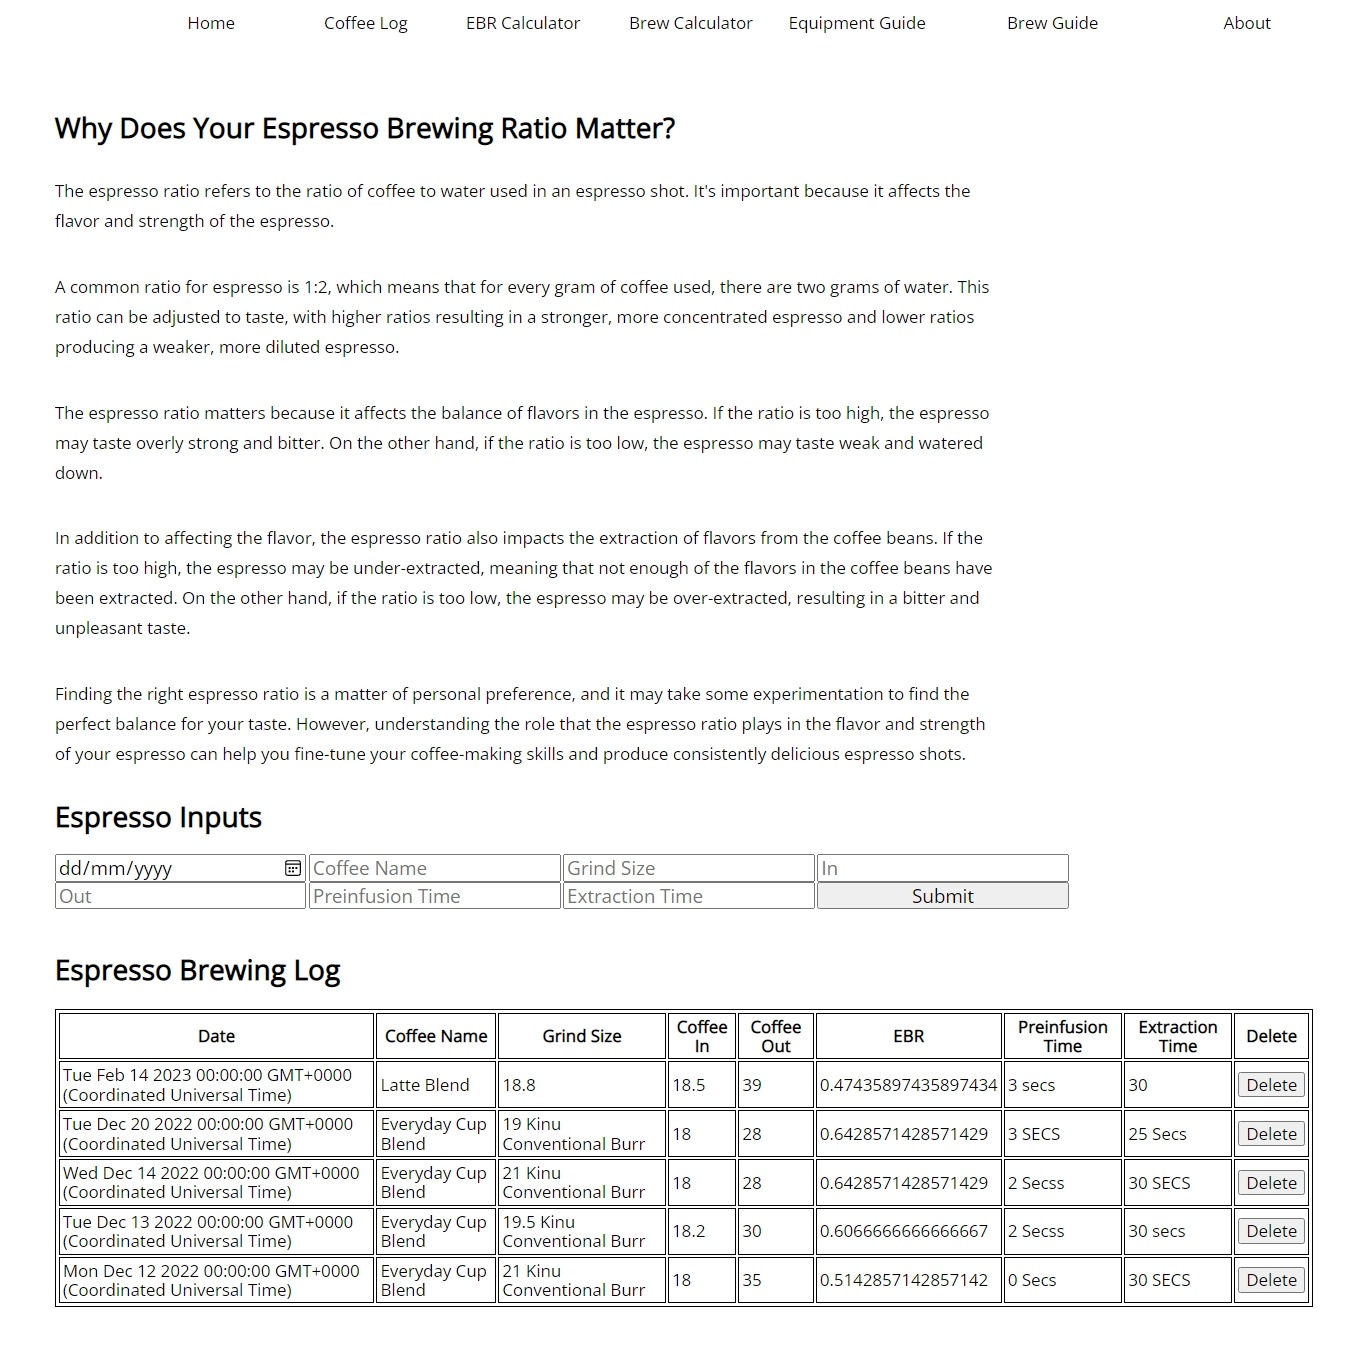 Home Coffee Log EBR Calculator Brew Calculator Equipment Guide Brew Guide About
Why Does Your Espresso Brewing Ratio Matter?
The espresso ratio refers to the ratio of coffee to water used in an espresso shot. It's important because it affects the
flavor and strength of the espresso.
A common ratio for espresso is 1:2, which means that for every gram of coffee used, there are two grams of water. This
ratio can be adjusted to taste, with higher ratios resulting in a stronger, more concentrated espresso and lower ratios
producing a weaker, more diluted espresso.
The espresso ratio matters because it affects the balance of flavors in the espresso. If the ratio is too high, the espresso
may taste overly strong and bitter. On the other hand, if the ratio is too low, the espresso may taste weak and watered
down.
In addition to affecting the flavor, the espresso ratio also impacts the extraction of flavors from the coffee beans. If the
ratio is too high, the espresso may be under-extracted, meaning that not enough of the flavors in the coffee beans have
been extracted. On the other hand, if the ratio is too low, the espresso may be over-extracted, resulting in a bitter and
unpleasant taste.
Finding the right espresso ratio is a matter of personal preference, and it may take some experimentation to find the
perfect balance for your taste. However, understanding the role that the espresso ratio plays in the flavor and strength
of your espresso can help you fine-tune your coffee-making skills and produce consistently delicious espresso shots.
Espresso Inputs
dd/mm/yyyy Coffee Name Grind Size In
Out Preinfusion Time Extraction Time Submit
Espresso Brewing Log
Date Coffee Name Grind Size Coffee In Coffee Out EBR Preinfusion Time Extraction Time Delete
Tue Feb 14 2023 00:00:00 GMT+0000 (Coordinated Universal Time) Latte Blend 18.8 18.5 39 0.47435897435897434 3 secs 30 Delete
Tue Dec 20 2022 00:00:00 GMT+0000 (Coordinated Universal Time) Everyday Cup Blend 19 Kinu Conventional Burr 18 28 0.6428571428571429 3 SECS 25 Secs Delete
Wed Dec 14 2022 00:00:00 GMT+0000 (Coordinated Universal Time) Everyday Cup Blend 21 Kinu Conventional Burr 18 28 0.6428571428571429 2 Secss 30 SECS Delete
Tue Dec 13 2022 00:00:00 GMT+0000 (Coordinated Universal Time) Everyday Cup Blend 19.5 Kinu Conventional Burr 18.2 30 0.6066666666666667 2 Secss 30 secs Delete
Mon Dec 12 2022 00:00:00 GMT+0000 (Coordinated Universal Time) Everyday Cup Blend 21 Kinu Conventional Burr 18 35 0.5142857142857142 0 Secs 30 SECS Delete